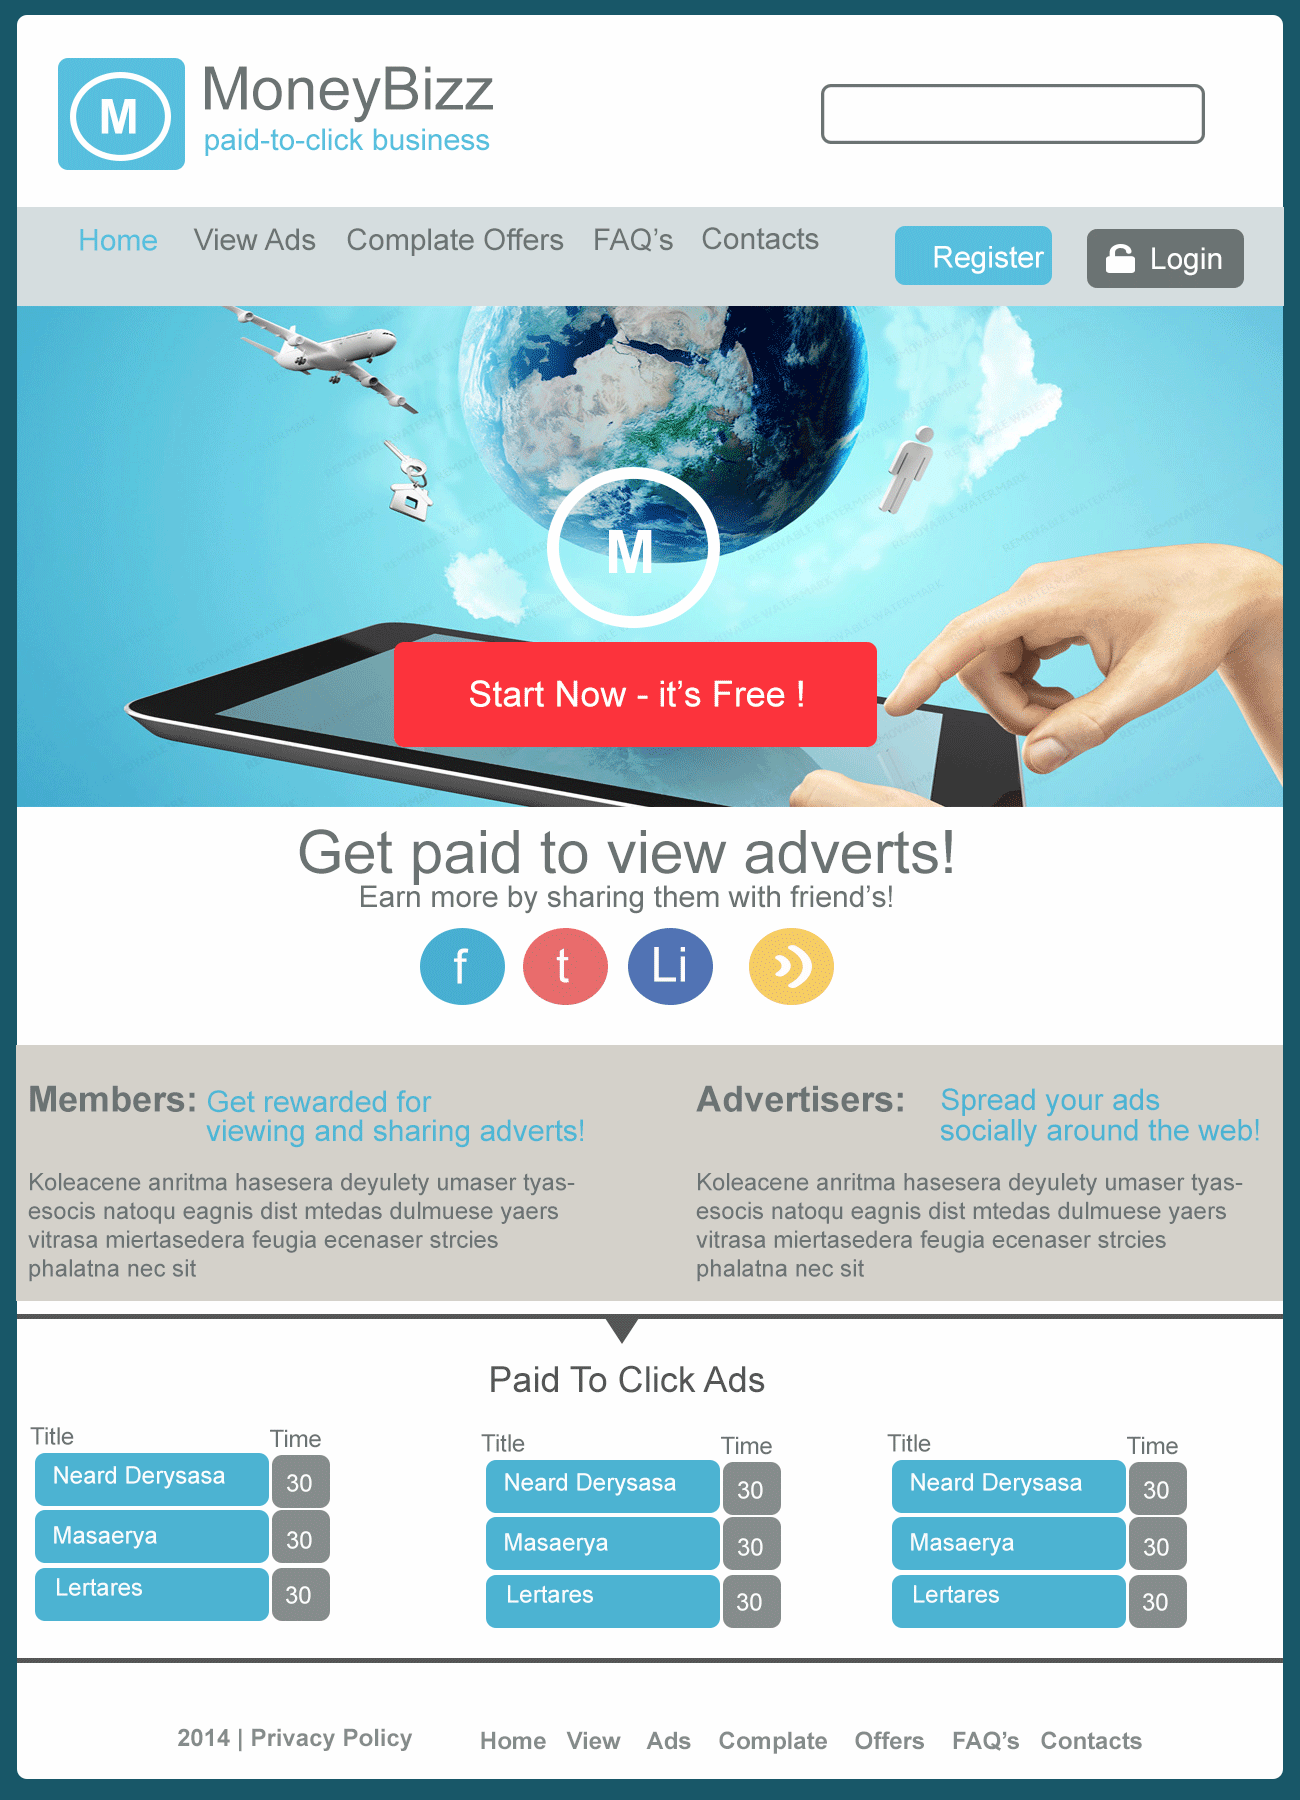 M
MoneyBizz
paid-to-click business
Home View Ads Complate Offers FAQ’s Contacts Register Login
M
Start Now - it’s Free !
REMOVABLE WATERMARK
Get paid to view adverts!
Earn more by sharing them with friend’s!
f t Li
Members: Get rewarded for
viewing and sharing adverts!
Koleacene anritma hasesera deyulety umaser tyas-
esocis natoqu eagnis dist mtedas dulmuese yaers
vitrasa miertasedera feugia ecenaser strcies
phalatna nec sit
Advertisers: Spread your ads
socially around the web!
Koleacene anritma hasesera deyulety umaser tyas-
esocis natoqu eagnis dist mtedas dulmuese yaers
vitrasa miertasedera feugia ecenaser strcies
phalatna nec sit
Paid To Click Ads
Title Time
Neard Derysasa 30
Masaerya 30
Lertares 30
Title Time
Neard Derysasa 30
Masaerya 30
Lertares 30
Title Time
Neard Derysasa 30
Masaerya 30
Lertares 30
2014 | Privacy Policy Home View Ads Complate Offers FAQ’s Contacts